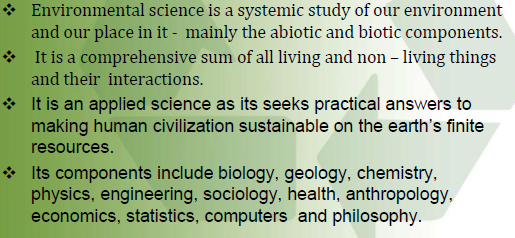 ❖ Environmental science is a systemic study of our environment
and our place in it - mainly the abiotic and biotic components.
❖ It is a comprehensive sum of all living and non – living things
and their interactions.
❖ It is an applied science as its seeks practical answers to
making human civilization sustainable on the earth's finite
resources.
❖ Its components include biology, geology, chemistry,
physics, engineering, sociology, health, anthropology,
economics, statistics, computers and philosophy.